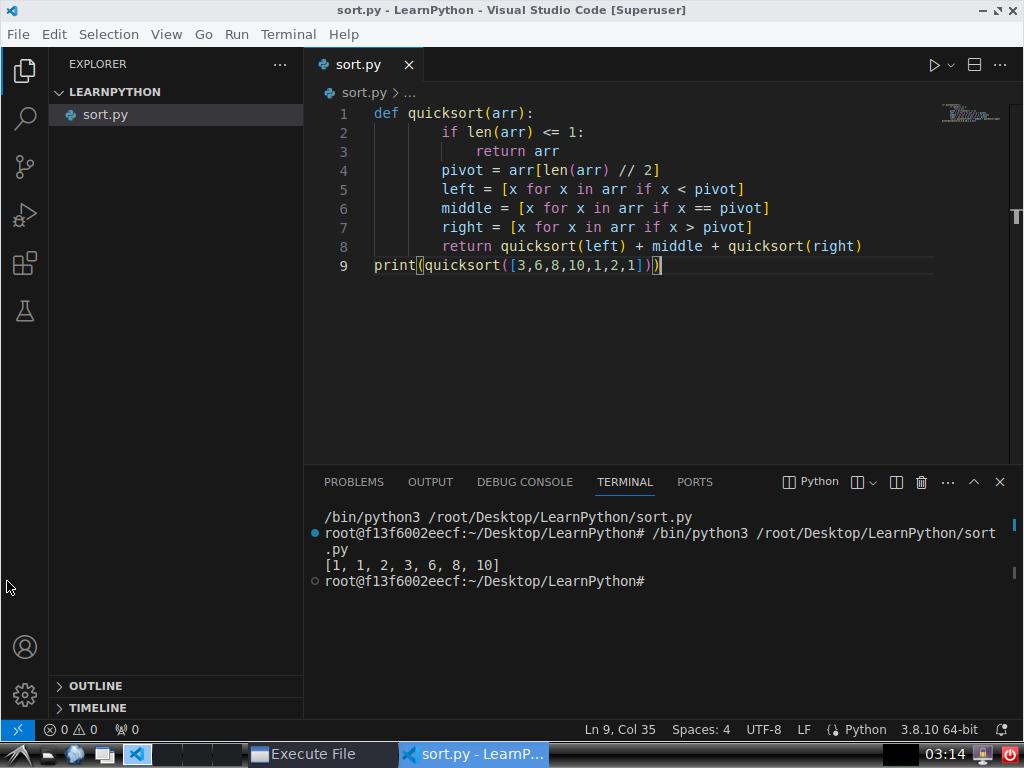 sort.py - LearnPython - Visual Studio Code [Superuser]
File Edit Selection View Go Run Terminal Help
EXPLORER
LEARNPYTHON
sort.py
sort.py
sort.py > ...
1 def quicksort(arr):
2 if len(arr) <= 1:
3 return arr
4 pivot = arr[len(arr) // 2]
5 left = [x for x in arr if x < pivot]
6 middle = [x for x in arr if x == pivot]
7 right = [x for x in arr if x > pivot]
8 return quicksort(left) + middle + quicksort(right)
9 print(quicksort([3,6,8,10,1,2,1]))
PROBLEMS OUTPUT DEBUG CONSOLE TERMINAL PORTS Python
/bin/python3 /root/Desktop/LearnPython/sort.py
root@f13f6002eecf:~/Desktop/LearnPython# /bin/python3 /root/Desktop/LearnPython/sort
.py
[1, 1, 2, 3, 6, 8, 10]
root@f13f6002eecf:~/Desktop/LearnPython#
OUTLINE
TIMELINE
0 0 0 Ln 9, Col 35 Spaces: 4 UTF-8 LF Python 3.8.10 64-bit
Execute File sort.py - LearnP... 03:14